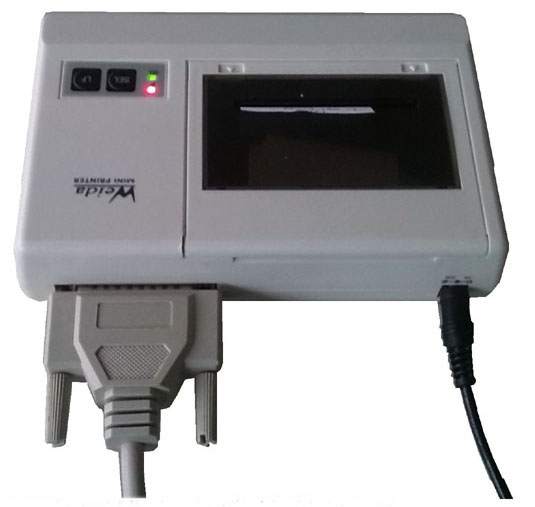 LF SEL
Weida
MINI PRINTER